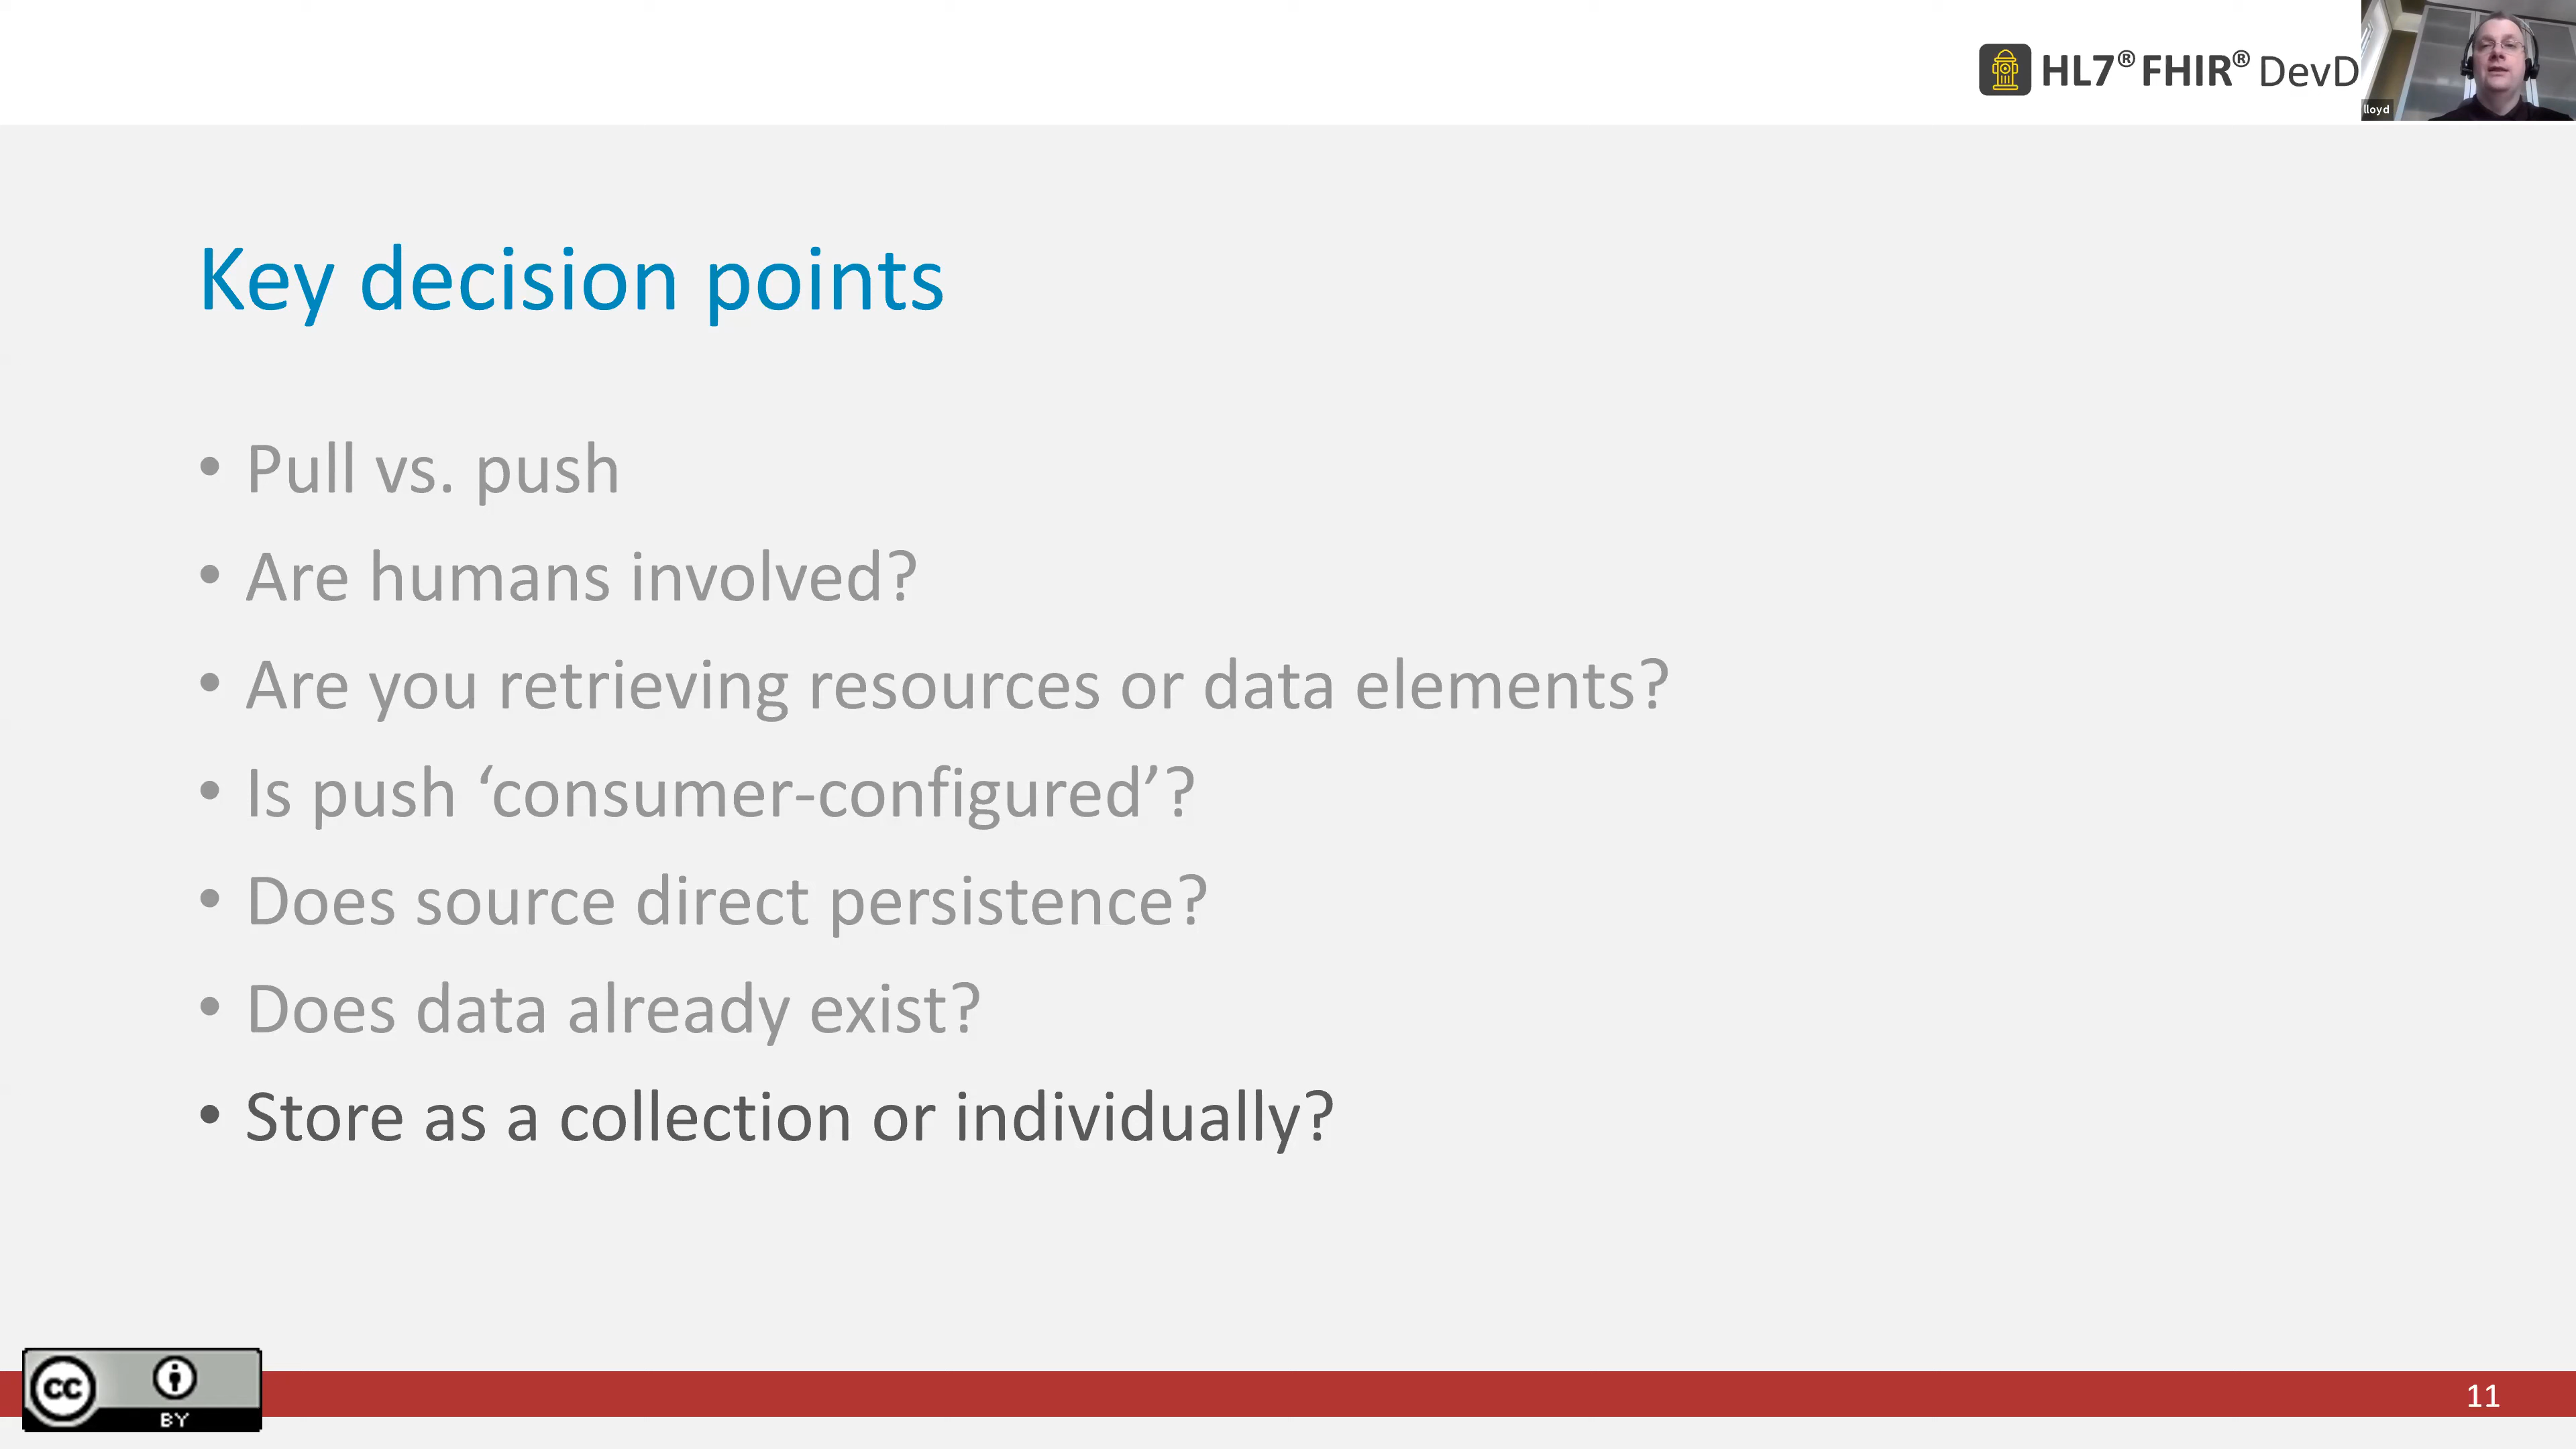 HL7® FHIR® DevD
lloyd
Key decision points
• Pull vs. push
• Are humans involved?
• Are you retrieving resources or data elements?
• Is push ‘consumer-configured’?
• Does source direct persistence?
• Does data already exist?
• Store as a collection or individually?
cc
BY
11